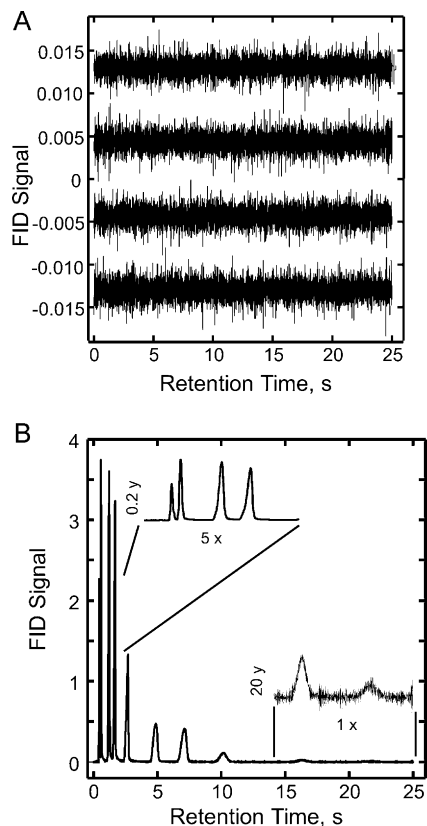 A
0.015
0.010
0.005
0
-0.005
-0.010
-0.015
FID Signal
0 5 10 15 20 25
Retention Time, s
B
4
3
2
1
0
FID Signal
0.2 y
5 x
20 y
1 x
0 5 10 15 20 25
Retention Time, s